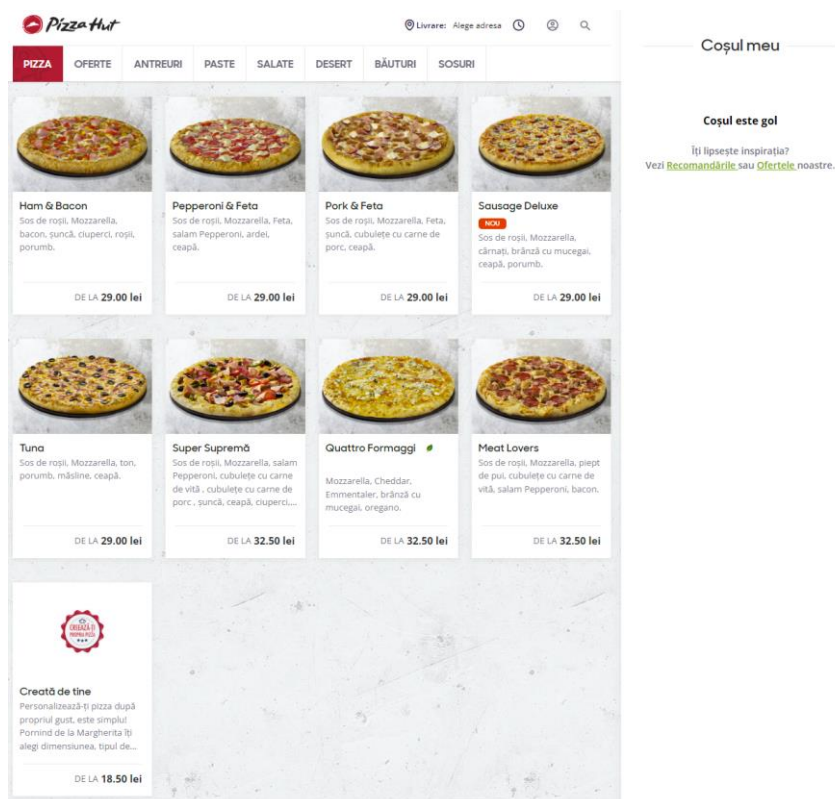 Pizza Hut
Livrare: Alege adresa
PIZZA OFERTE ANTREURI PASTE SALATE DESERT BĂUTURI SOSURI
Coșul meu
Coșul este gol
Îți lipsește inspirația?
Vezi Recomandările sau Ofertele noastre.
Ham & Bacon
Sos de roșii, Mozzarella,
bacon, șuncă, ciuperci, roșii,
porumb.
DE LA 29.00 lei
Pepperoni & Feta
Sos de roșii, Mozzarella, Feta,
salam Pepperoni, ardei,
ceapă.
DE LA 29.00 lei
Pork & Feta
Sos de roșii, Mozzarella, Feta,
șuncă, cubulețe cu carne de
porc, ceapă.
DE LA 29.00 lei
Sausage Deluxe
NOU
Sos de roșii, Mozzarella,
cârnați, brânză cu mucegai,
ceapă, porumb.
DE LA 29.00 lei
Tuna
Sos de roșii, Mozzarella, ton,
porumb, măsline, ceapă.
DE LA 29.00 lei
Super Supremă
Sos de roșii, Mozzarella, salam
Pepperoni, cubulețe cu carne
de vită , cubulețe cu carne de
porc , șuncă, ceapă, ciuperci,...
DE LA 32.50 lei
Quattro Formaggi
Mozzarella, Cheddar,
Emmentaler, brânză cu
mucegai, oregano.
DE LA 32.50 lei
Meat Lovers
Sos de roșii, Mozzarella, piept
de pui, cubulețe cu carne de
vită, salam Pepperoni, bacon.
DE LA 32.50 lei
CREEAZĂ-ȚI
PROPRIA PIZZA
Creată de tine
Personalizează-ți pizza după
propriul gust, este simplu!
Pornind de la Margherita îți
alegi dimensiunea, tipul de...
DE LA 18.50 lei